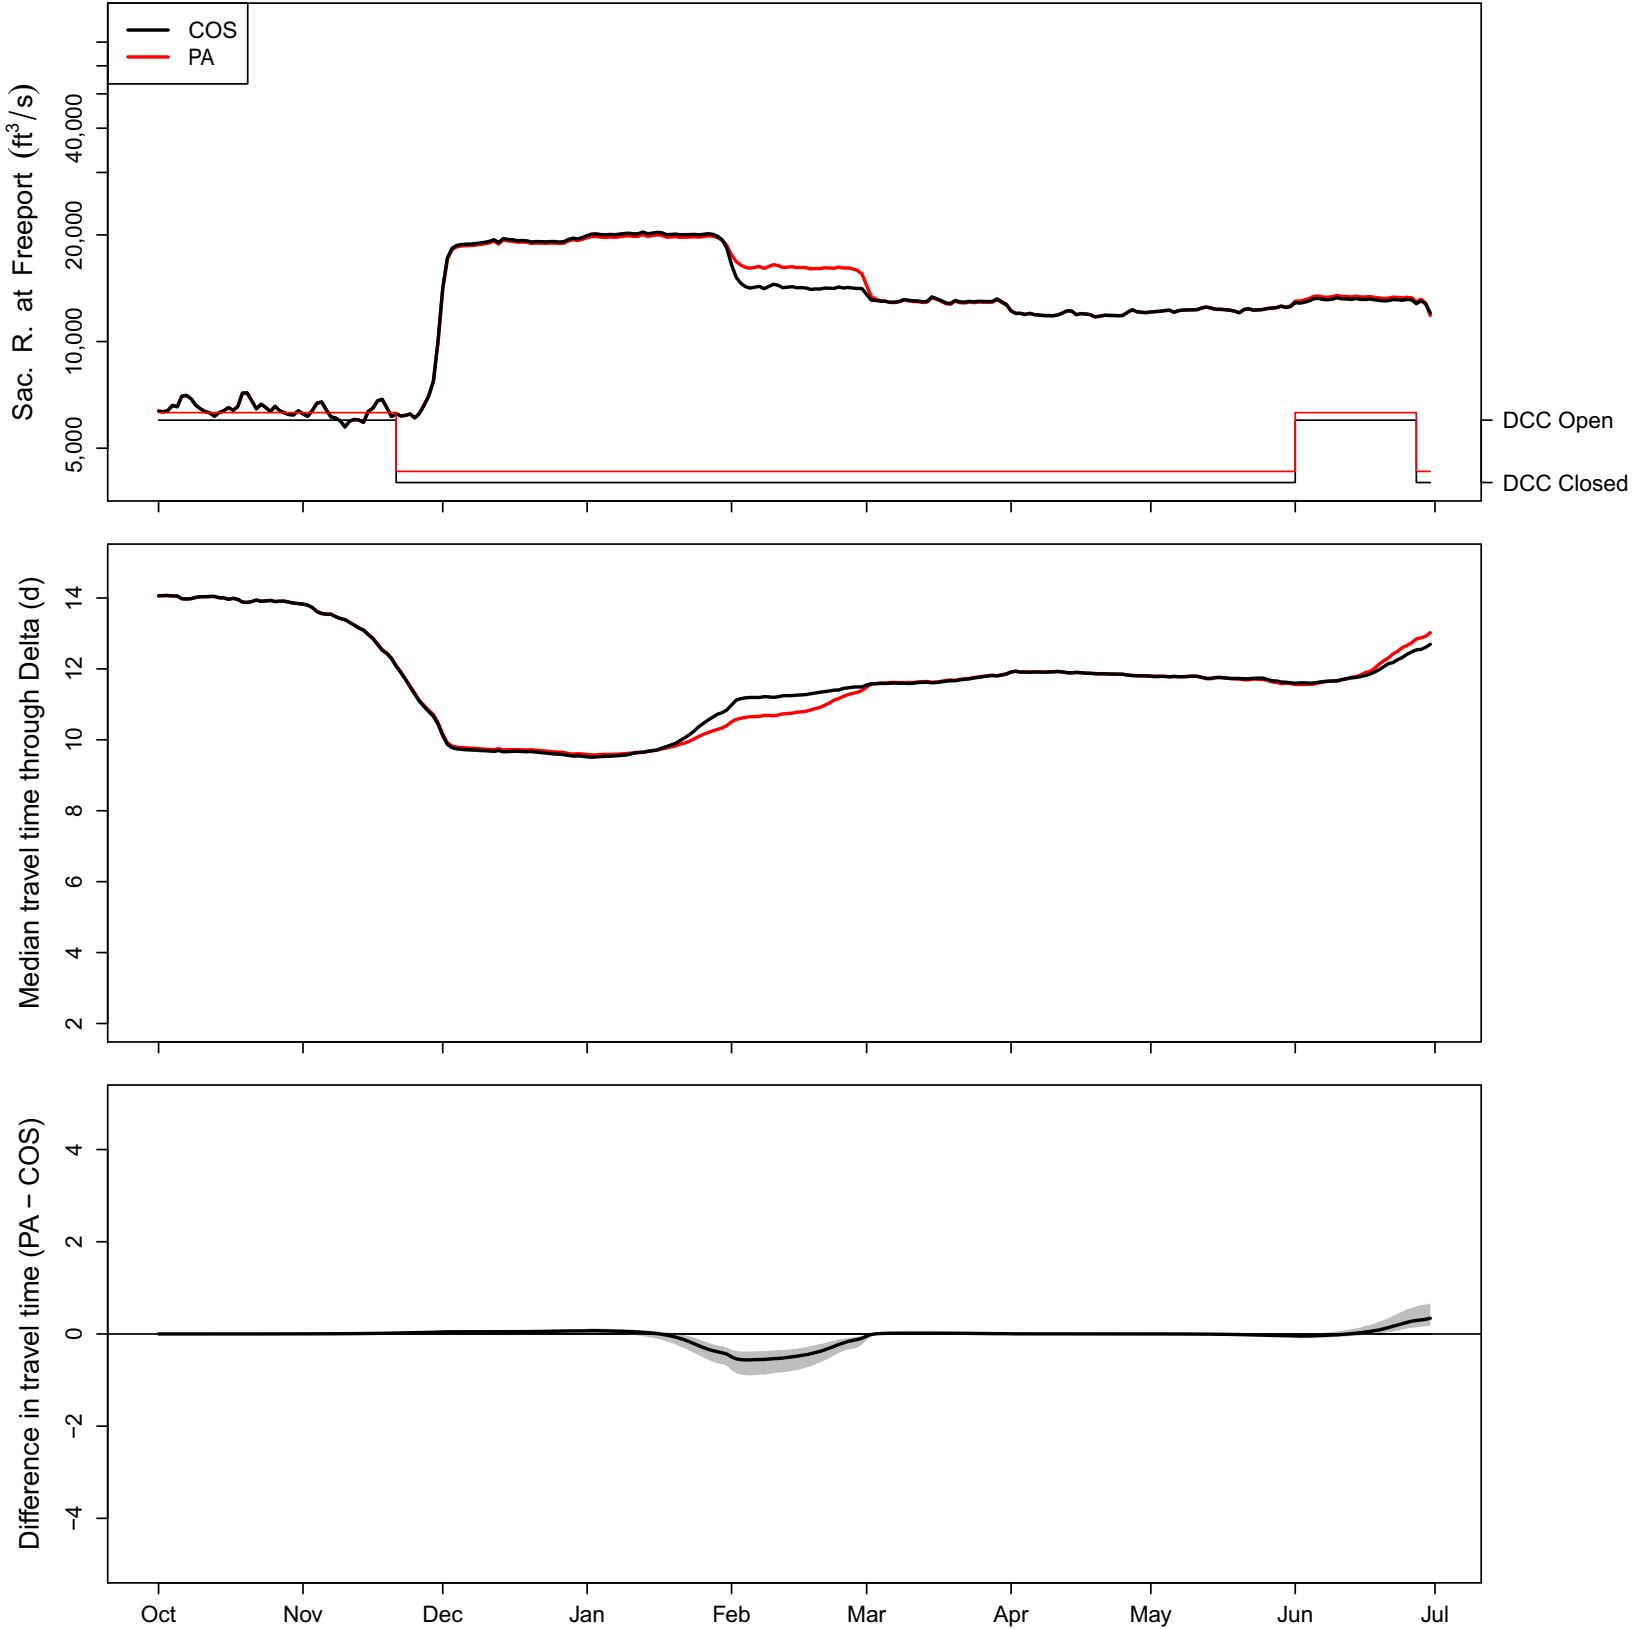 COS
PA
Sac. R. at Freeport (ft³/s)
40,000
20,000
10,000
5,000
DCC Open
DCC Closed
Median travel time through Delta (d)
14
12
10
8
6
4
2
Difference in travel time (PA − COS)
4
2
0
−2
−4
Oct Nov Dec Jan Feb Mar Apr May Jun Jul